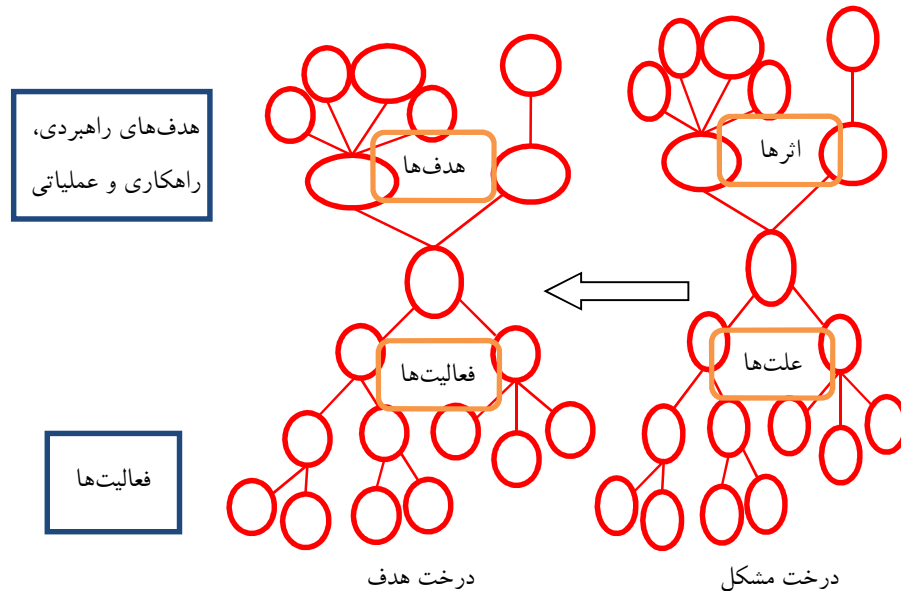 اثرها
هدف‌ها
هدف‌های راهبردی،
راهکاری و عملیاتی
علت‌ها
فعالیت‌ها
فعالیت‌ها
درخت مشکل
درخت هدف